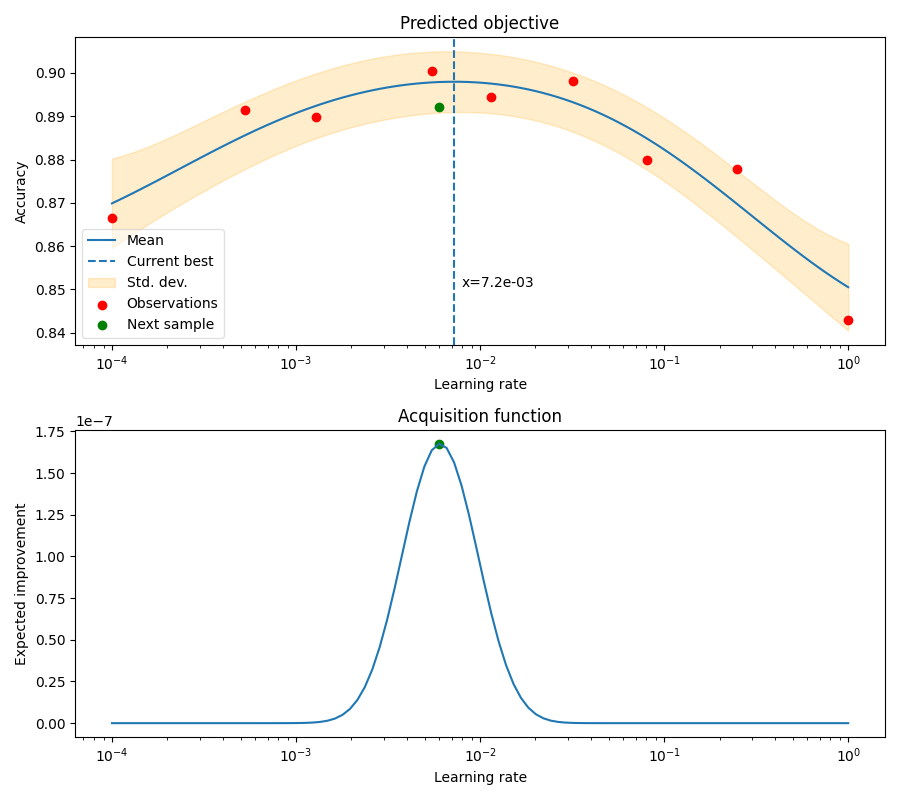 Predicted objective
Accuracy
0.90
0.89
0.88
0.87
0.86
0.85
0.84
Mean
Current best
Std. dev.
Observations
Next sample
x=7.2e-03
10⁻⁴ 10⁻³ 10⁻² 10⁻¹ 10⁰
Learning rate
Acquisition function
1e−7
Expected improvement
1.75
1.50
1.25
1.00
0.75
0.50
0.25
0.00
10⁻⁴ 10⁻³ 10⁻² 10⁻¹ 10⁰
Learning rate